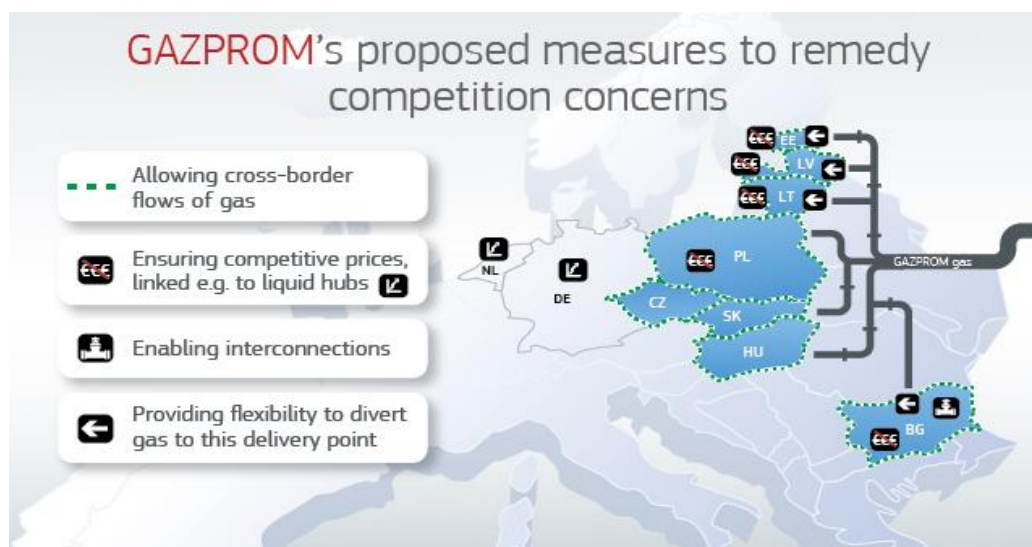 GAZPROM's proposed measures to remedy
competition concerns
Allowing cross-border
flows of gas
€€€ Ensuring competitive prices,
linked e.g. to liquid hubs
Enabling interconnections
Providing flexibility to divert
gas to this delivery point
€€€ EE
€€€ LV
€€€ LT
NL
DE
€€€ PL
GAZPROM gas
CZ
SK
HU
BG
€€€